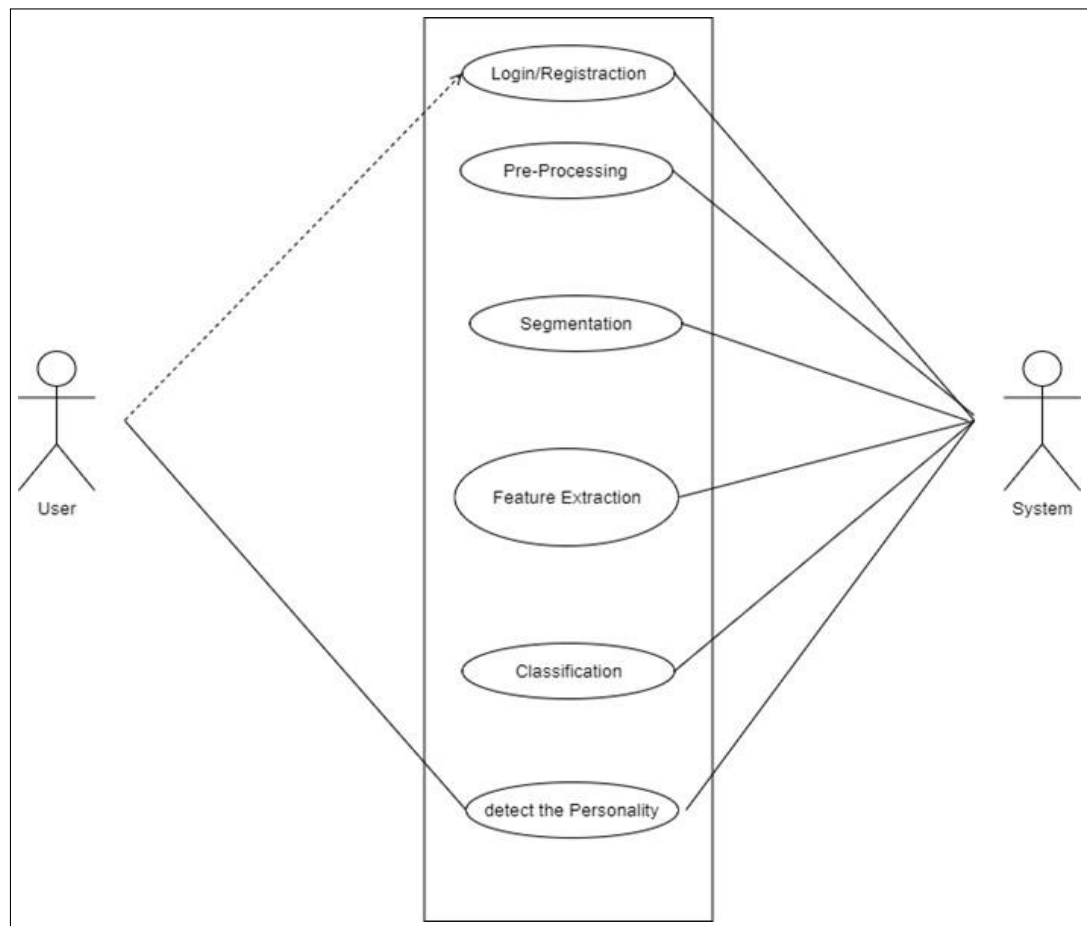 Login/Registraction
Pre-Processing
Segmentation
Feature Extraction
User
System
Classification
detect the Personality